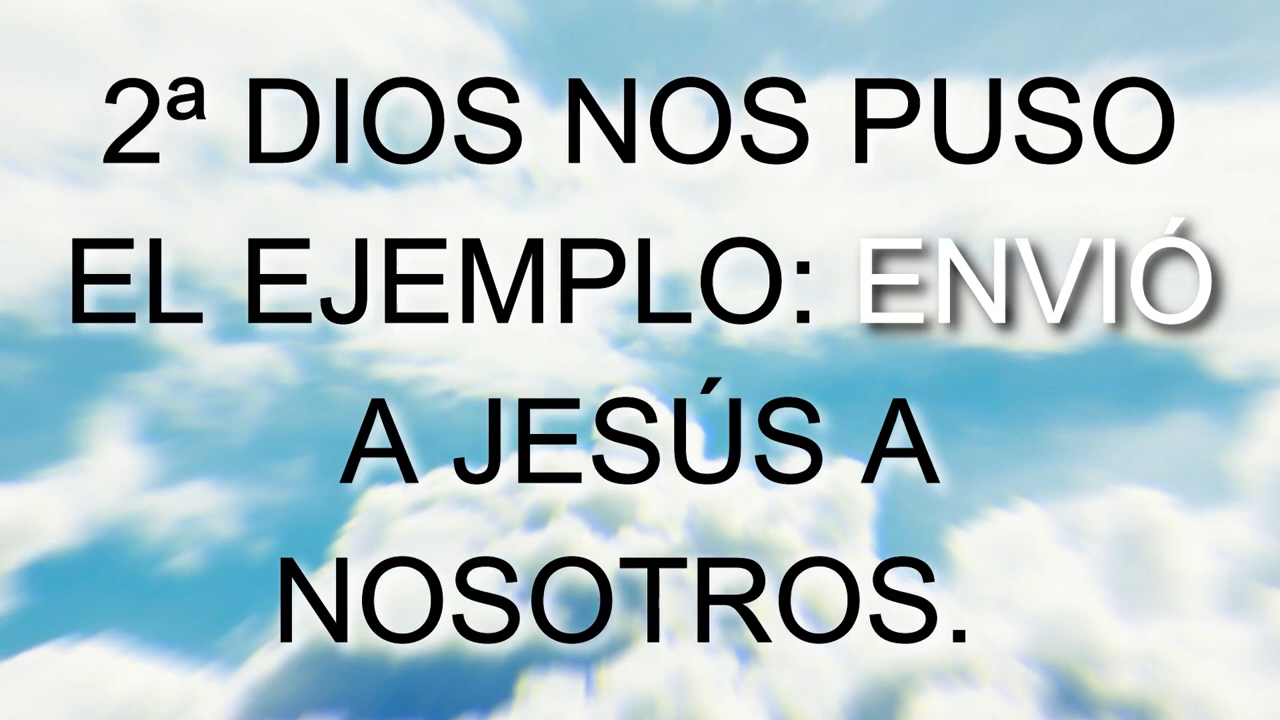 2ª DIOS NOS PUSO
EL EJEMPLO: ENVIÓ
A JESÚS A
NOSOTROS.